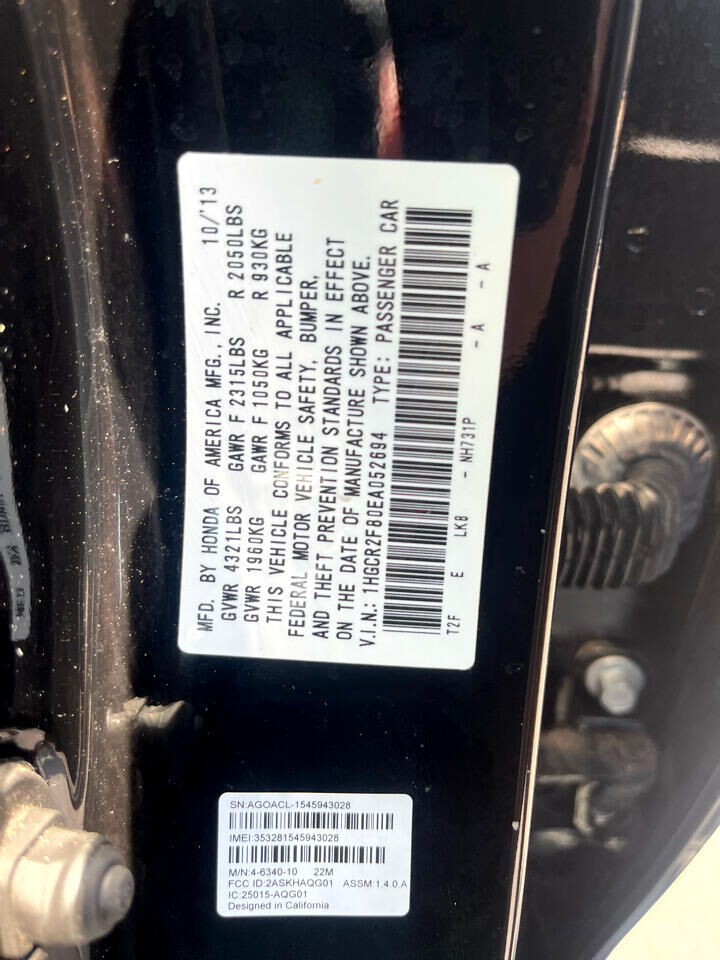 MFD. BY HONDA OF AMERICA MFG., INC. 10/'13
GVWR 4321LBS GAWR F 2315LBS R 2050LBS
GVWR 1960KG GAWR F 1050KG R 930KG
THIS VEHICLE CONFORMS TO ALL APPLICABLE
FEDERAL MOTOR VEHICLE SAFETY, BUMPER,
AND THEFT PREVENTION STANDARDS IN EFFECT
ON THE DATE OF MANUFACTURE SHOWN ABOVE.
V.I.N.: 1HGCR2F80EA052694 TYPE: PASSENGER CAR
T2F E LK8 - NH731P - A - A
SN:AGOACL-1545943028
IMEI:353281545943028
M/N:4-6340-10 22M
FCC ID:2ASKHAQG01 ASSM:1.4.0.A
IC:25015-AQG01
Designed in California